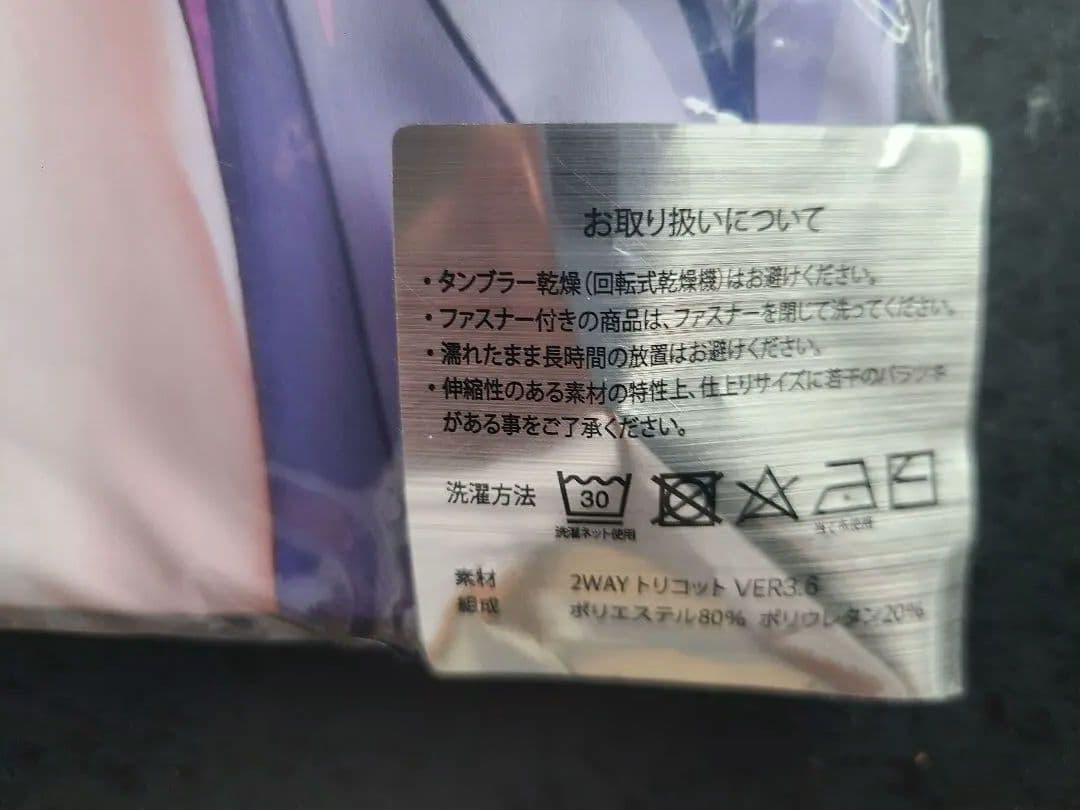 お取り扱いについて
・タンブラー乾燥(回転式乾燥機)はお避けください。
・ファスナー付きの商品は、ファスナーを閉じて洗ってください。
・濡れたまま長時間の放置はお避けください。
・伸縮性のある素材の特性上、仕上りサイズに若干のバラツキ
がある事をご了承ください。
洗濯方法 30
洗濯ネット使用 当て布使用
素材 2WAY トリコット VER3.6
組成 ポリエステル80% ポリウレタン20%